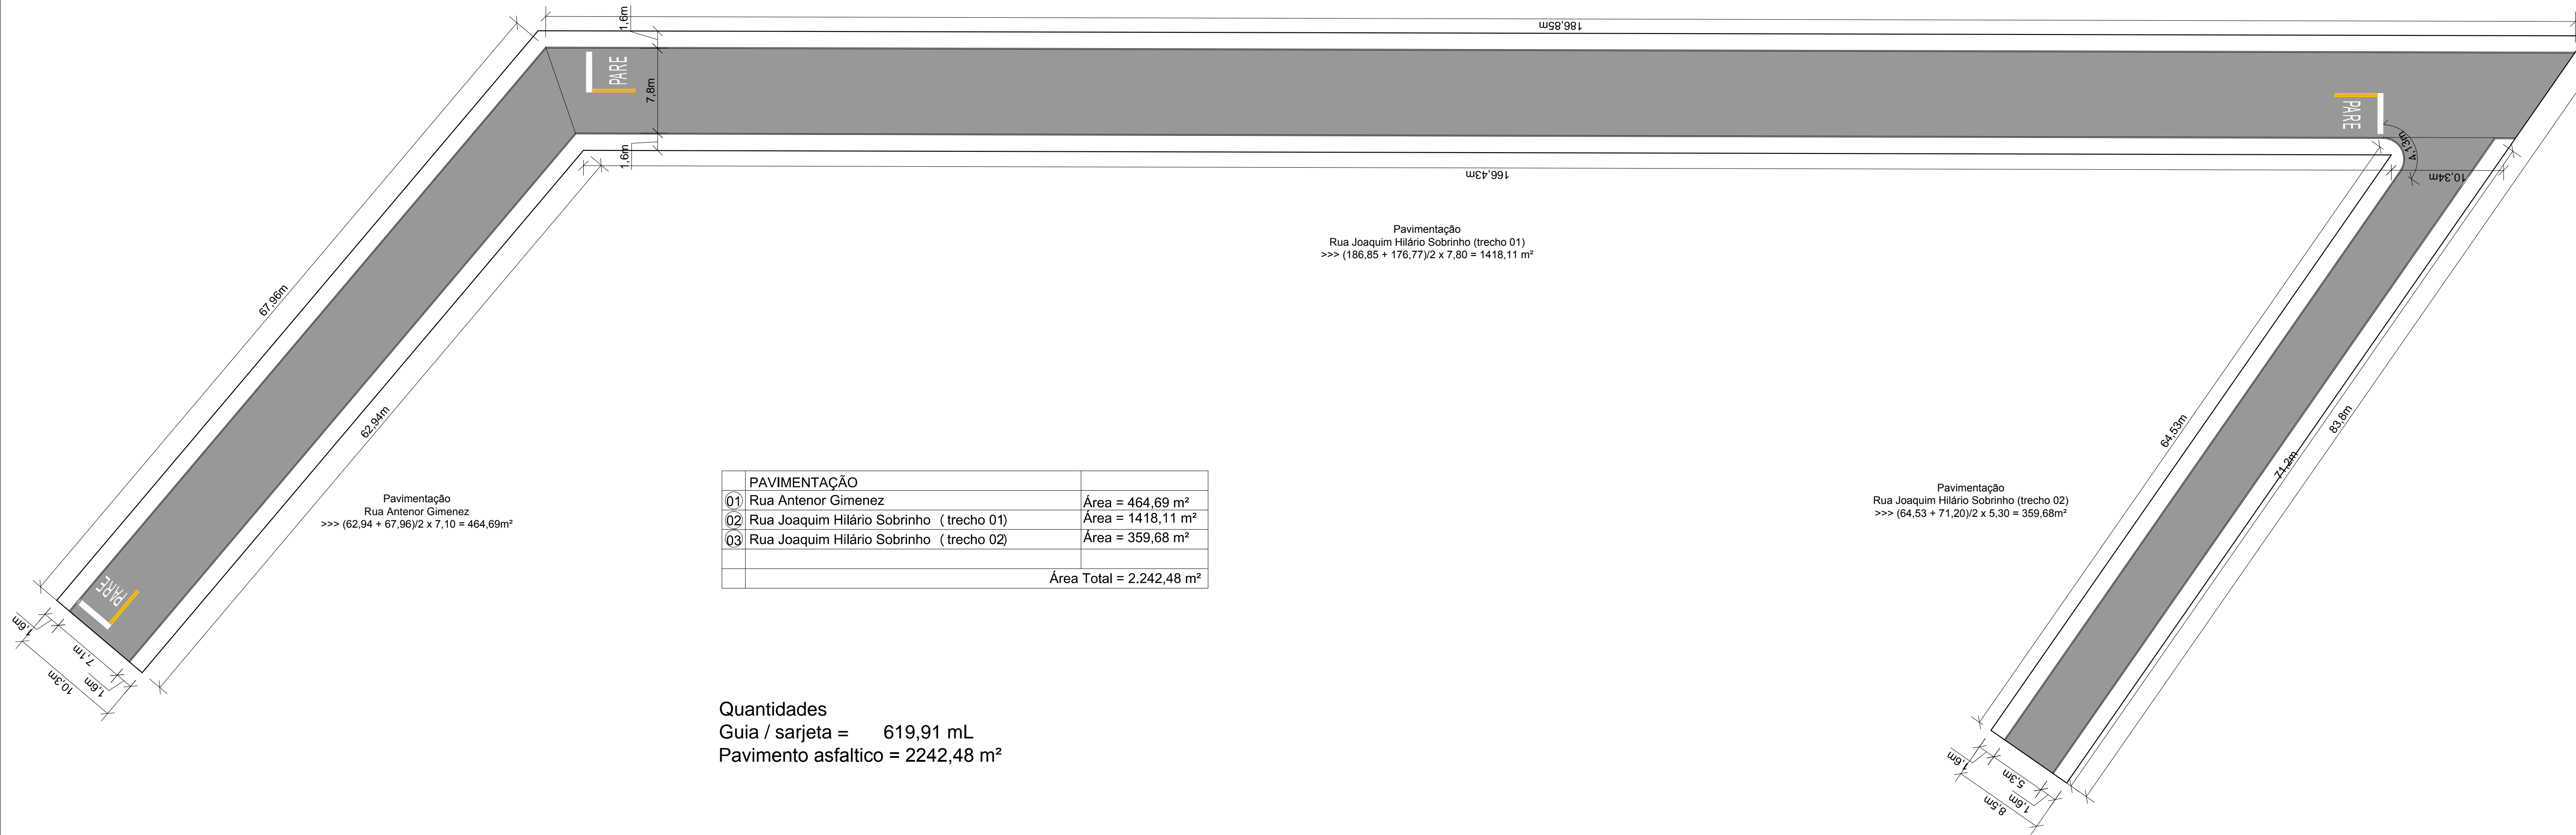 1,6m
186,85m
PARE
7,8m
PARE
4,13m
1,6m
166,43m
10,34m
Pavimentação
Rua Joaquim Hilário Sobrinho (trecho 01)
>>> (186,85 + 176,77)/2 x 7,80 = 1418,11 m²
67,96m
62,94m
64,53m
83,8m
71,2m
Pavimentação
Rua Antenor Gimenez
>>> (62,94 + 67,96)/2 x 7,10 = 464,69m²
PAVIMENTAÇÃO
01 Rua Antenor Gimenez Área = 464,69 m²
02 Rua Joaquim Hilário Sobrinho ( trecho 01) Área = 1418,11 m²
03 Rua Joaquim Hilário Sobrinho ( trecho 02) Área = 359,68 m²
Área Total = 2.242,48 m²
Pavimentação
Rua Joaquim Hilário Sobrinho (trecho 02)
>>> (64,53 + 71,20)/2 x 5,30 = 359,68m²
PARE
1,6m
7,1m
1,6m
10,3m
Quantidades
Guia / sarjeta = 619,91 mL
Pavimento asfaltico = 2242,48 m²
1,6m
5,3m
1,6m
8,5m